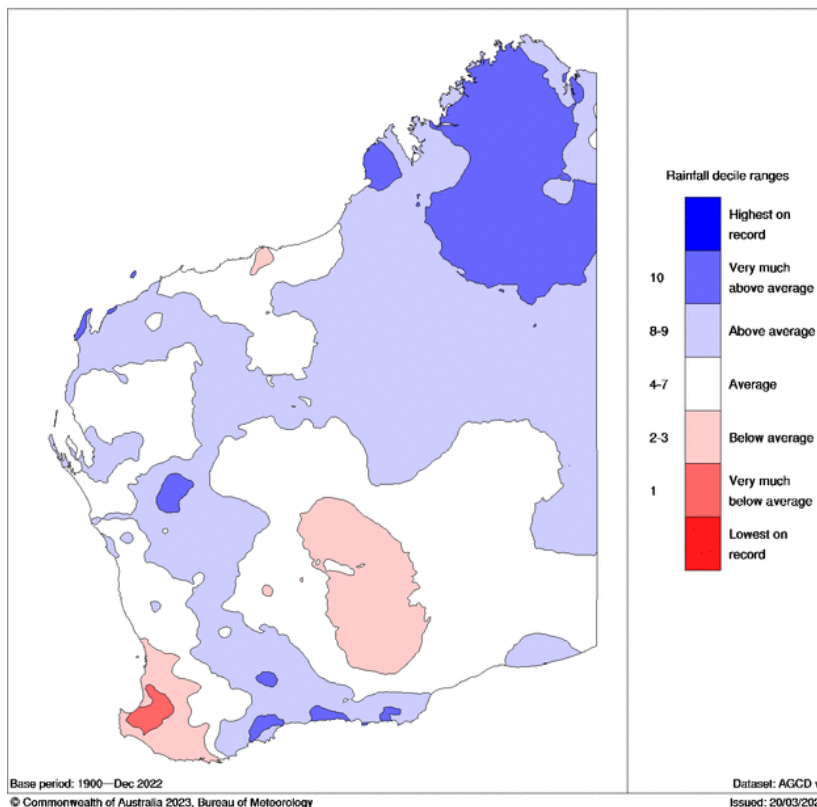 Rainfall decile ranges
Highest on
record
10
Very much
above average
8-9
Above average
4-7
Average
2-3
Below average
1
Very much
below average
Lowest on
record
Base period: 1900—Dec 2022
Dataset: AGCD v
© Commonwealth of Australia 2023, Bureau of Meteorology
Issued: 20/03/202